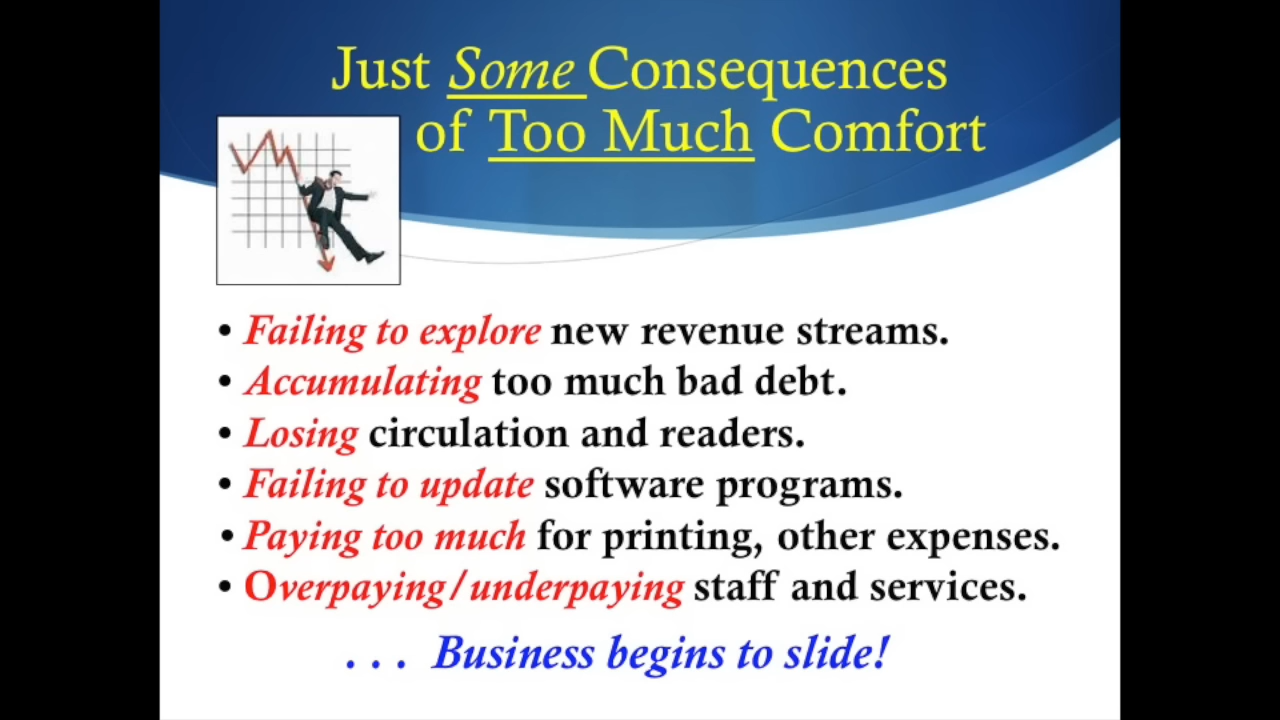 Just Some Consequences
of Too Much Comfort
• Failing to explore new revenue streams.
• Accumulating too much bad debt.
• Losing circulation and readers.
• Failing to update software programs.
• Paying too much for printing, other expenses.
• Overpaying/underpaying staff and services.
. . . Business begins to slide!